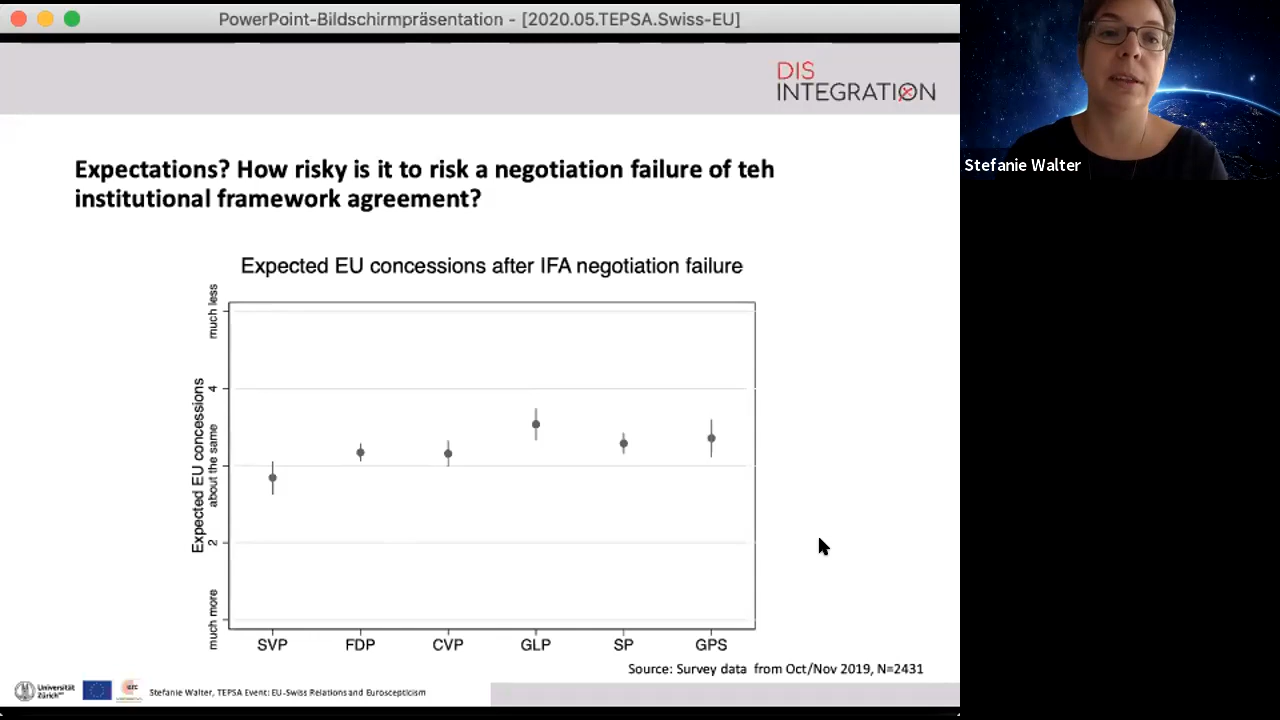 PowerPoint-Bildschirmpräsentation - [2020.05.TEPSA.Swiss-EU]
DIS
INTEGRATION
Stefanie Walter
Expectations? How risky is it to risk a negotiation failure of teh
institutional framework agreement?
Expected EU concessions after IFA negotiation failure
Expected EU concessions
much less
4
about the same
2
much more
SVP FDP CVP GLP SP GPS
Source: Survey data from Oct/Nov 2019, N=2431
Universität
Zürich
erc
Stefanie Walter, TEPSA Event: EU-Swiss Relations and Euroscepticism